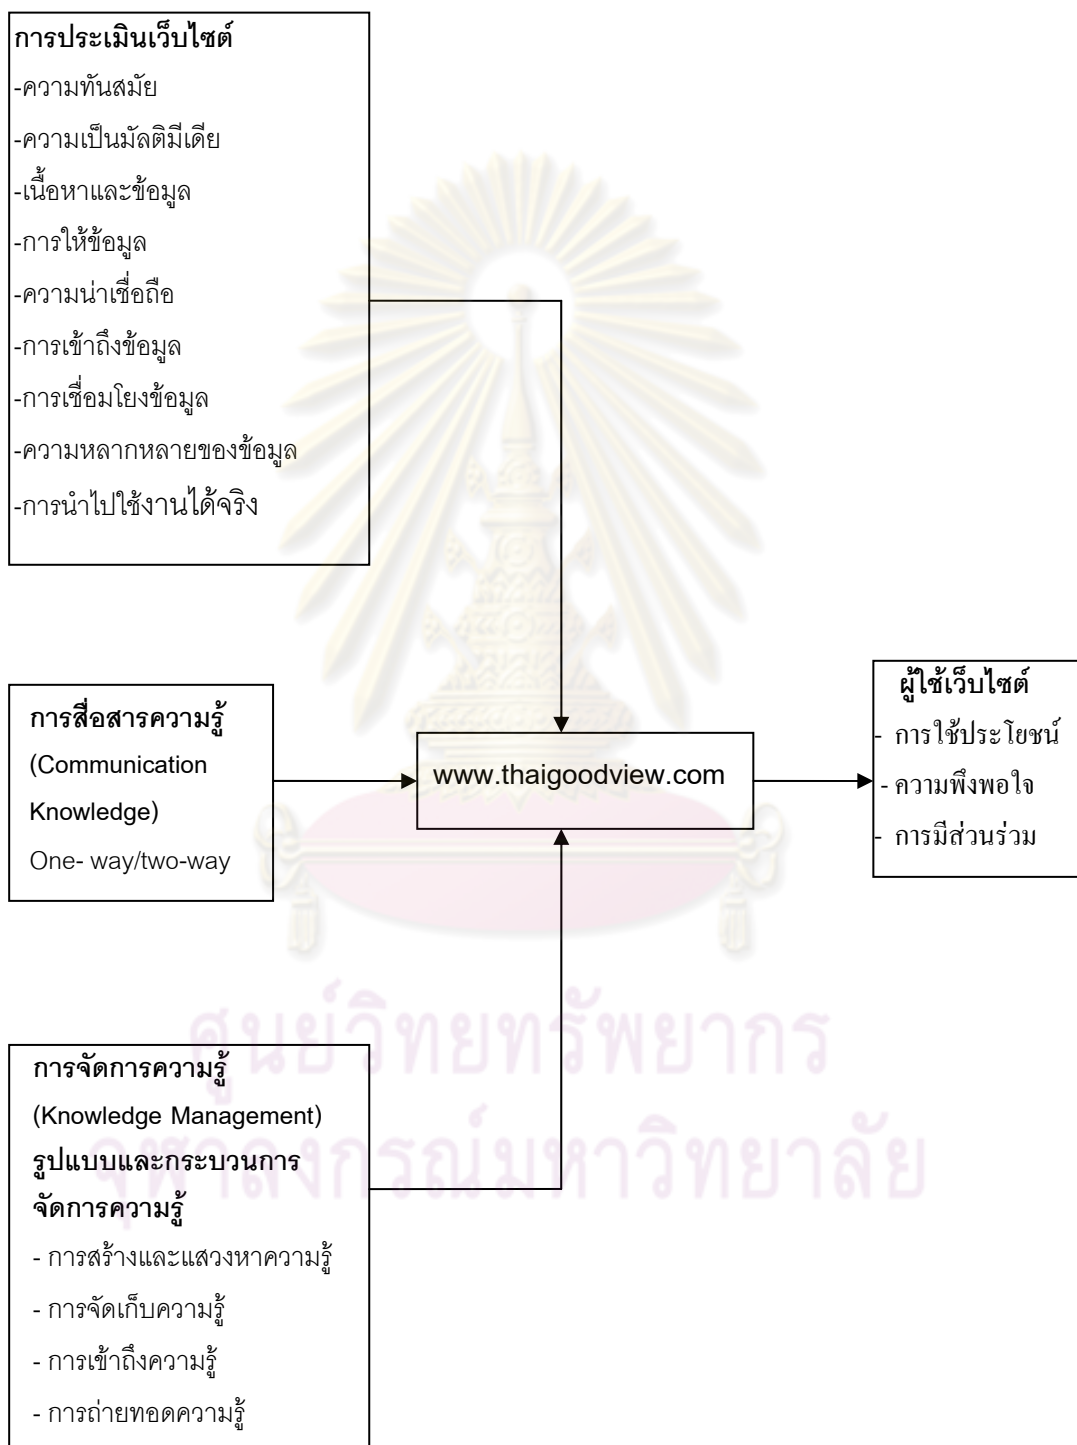 การประเมินเว็บไซต์
-ความทันสมัย
-ความเป็นมัลติมีเดีย
-เนื้อหาและข้อมูล
-การให้ข้อมูล
-ความน่าเชื่อถือ
-การเข้าถึงข้อมูล
-การเชื่อมโยงข้อมูล
-ความหลากหลายของข้อมูล
-การนำไปใช้งานได้จริง
การสื่อสารความรู้
(Communication
Knowledge)
One- way/two-way
www.thaigoodview.com
ผู้ใช้เว็บไซต์
- การใช้ประโยชน์
- ความพึงพอใจ
- การมีส่วนร่วม
ศูนย์วิทยทรัพยากร
จุฬาลงกรณ์มหาวิทยาลัย
การจัดการความรู้
(Knowledge Management)
รูปแบบและกระบวนการ
จัดการความรู้
- การสร้างและแสวงหาความรู้
- การจัดเก็บความรู้
- การเข้าถึงความรู้
- การถ่ายทอดความรู้